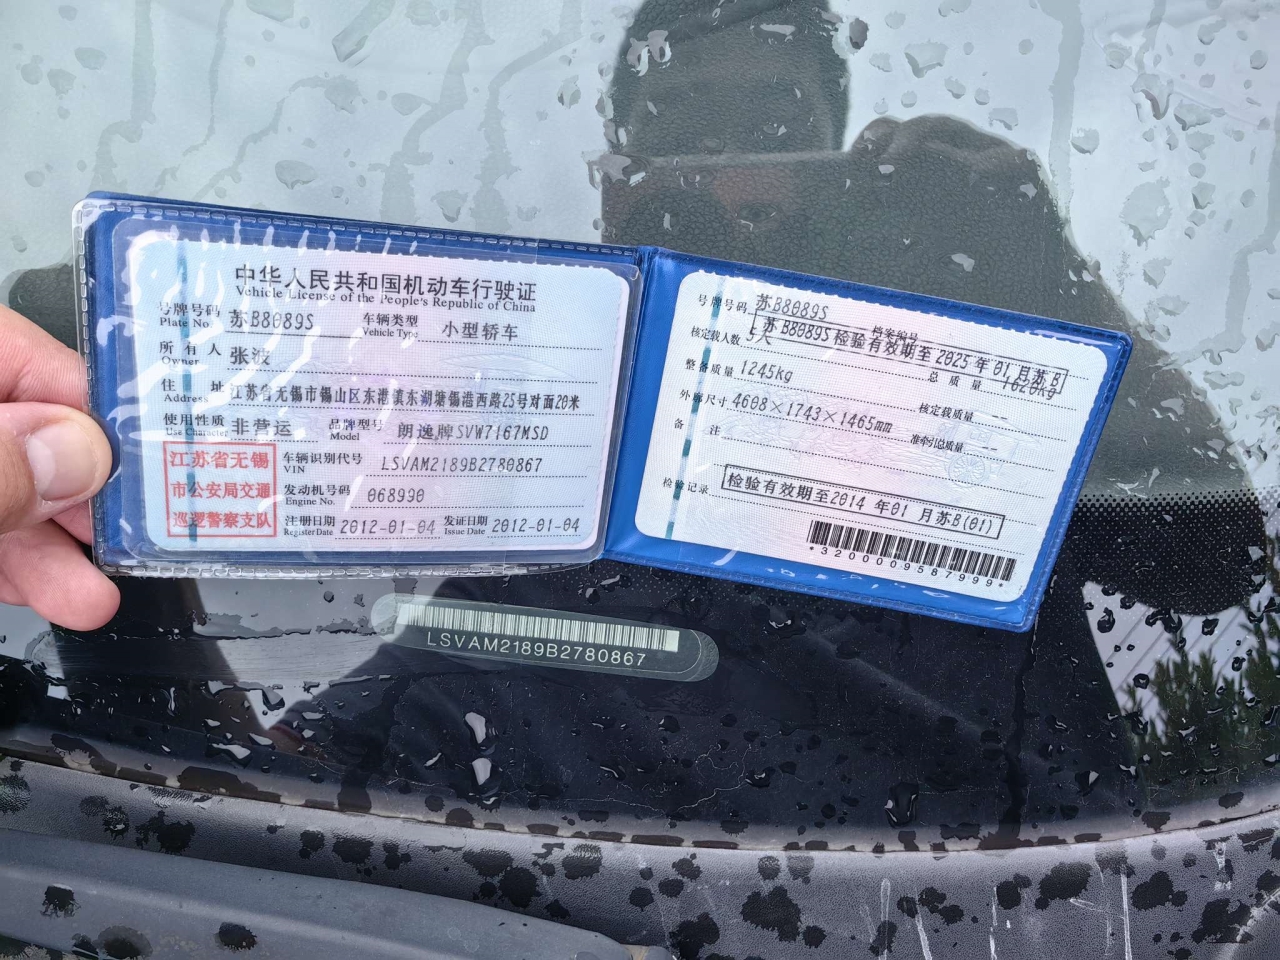 中华人民共和国机动车行驶证
Vehicle License of the People's Republic of China
号牌号码 苏B8089S 车辆类型 小型轿车
Plate No. Vehicle Type
所有人 张波
Owner
住址 江苏省无锡市锡山区东港镇东湖塘锡港西路25号对面20米
Address
使用性质 非营运 品牌型号 朗逸牌SVW7167MSD
Use Character Model
江苏省无锡
市公安局交通
巡逻警察支队
车辆识别代号 LSVAM2189B2780867
VIN
发动机号码 068990
Engine No.
注册日期 2012-01-04 发证日期 2012-01-04
Register Date Issue Date
号牌号码 苏B8089S 档案编号
苏B8089S检验有效期至2025年01月苏B
核定载人数 5人 总质量 1620kg
整备质量 1245kg 核定载质量 --
外廓尺寸 4608×1743×1465mm 准牵引总质量 --
备注
检验记录 检验有效期至2014年01月苏B(01)
*3200009587999*
LSVAM2189B2780867